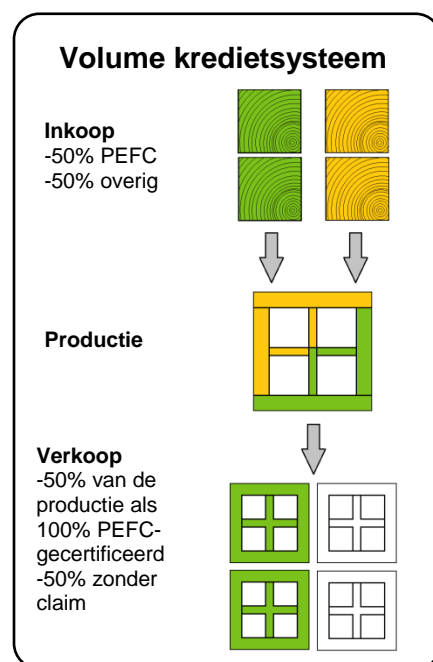 Volume kredietsysteem
Inkoop
-50% PEFC
-50% overig
Productie
Verkoop
-50% van de
productie als
100% PEFC-
gecertificeerd
-50% zonder
claim